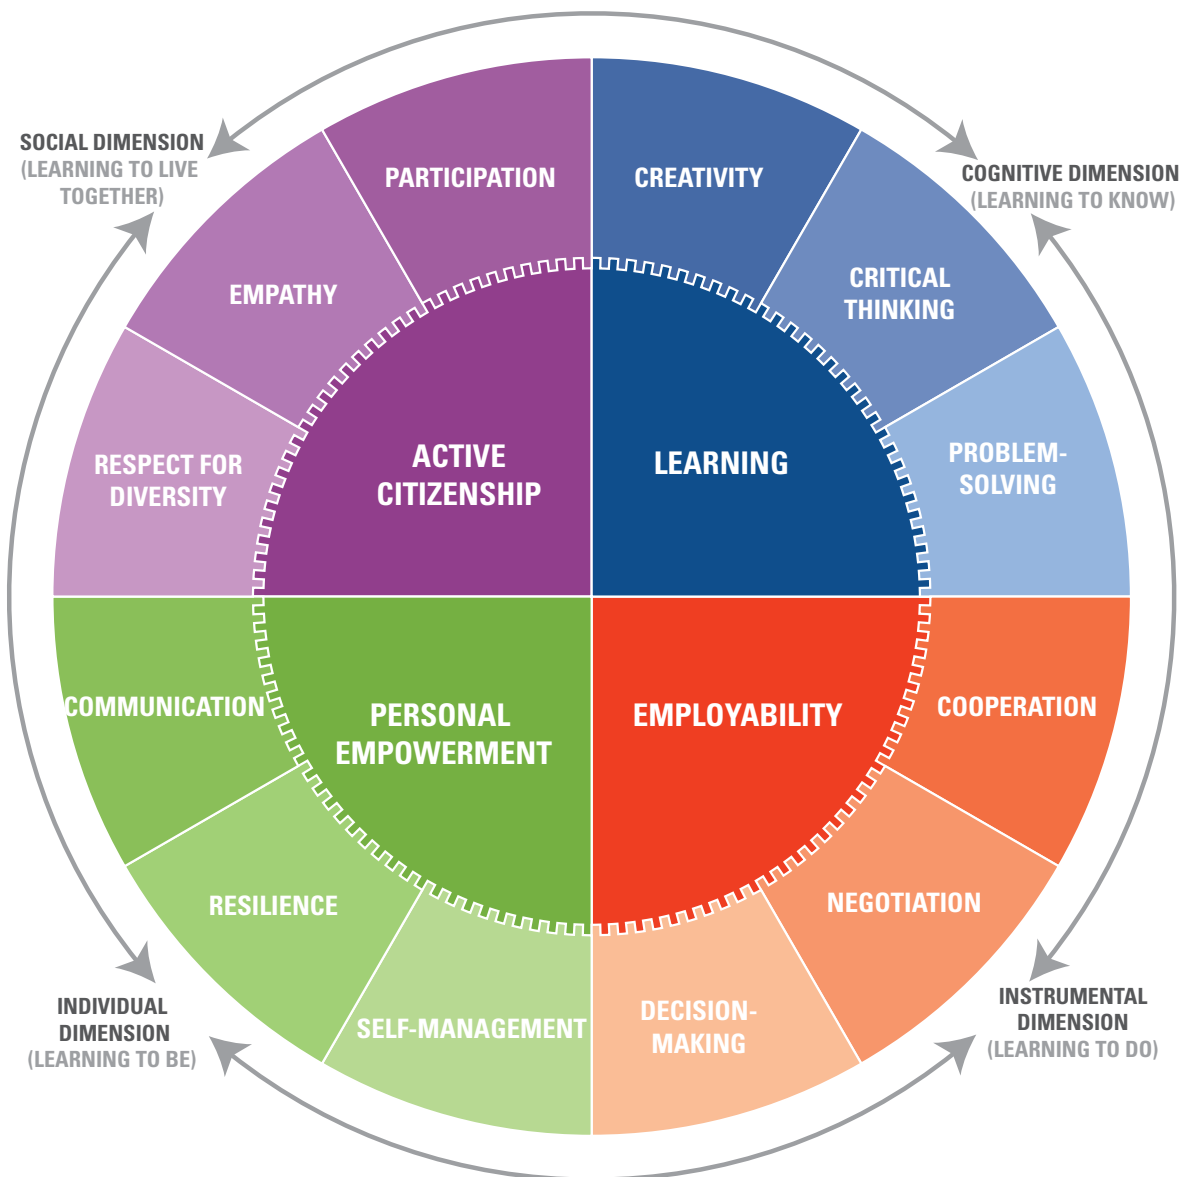 SOCIAL DIMENSION
(LEARNING TO LIVE
TOGETHER)
COGNITIVE DIMENSION
(LEARNING TO KNOW)
PARTICIPATION
CREATIVITY
EMPATHY
CRITICAL
THINKING
RESPECT FOR
DIVERSITY
ACTIVE
CITIZENSHIP
LEARNING
PROBLEM-
SOLVING
COMMUNICATION
PERSONAL
EMPOWERMENT
EMPLOYABILITY
COOPERATION
RESILIENCE
NEGOTIATION
SELF-MANAGEMENT
DECISION-
MAKING
INDIVIDUAL
DIMENSION
(LEARNING TO BE)
INSTRUMENTAL
DIMENSION
(LEARNING TO DO)